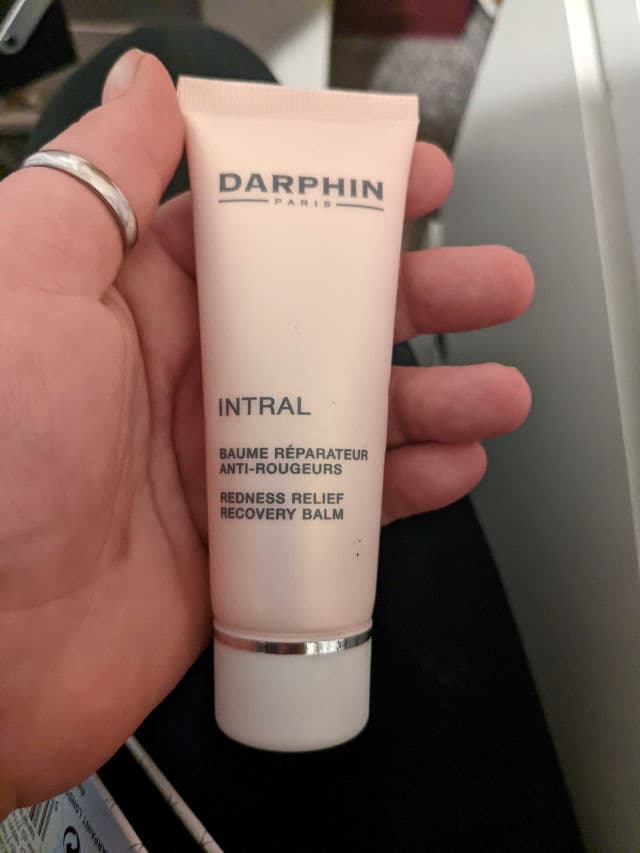 DARPHIN
PARIS
INTRAL
BAUME RÉPARATEUR
ANTI-ROUGEURS
REDNESS RELIEF
RECOVERY BALM